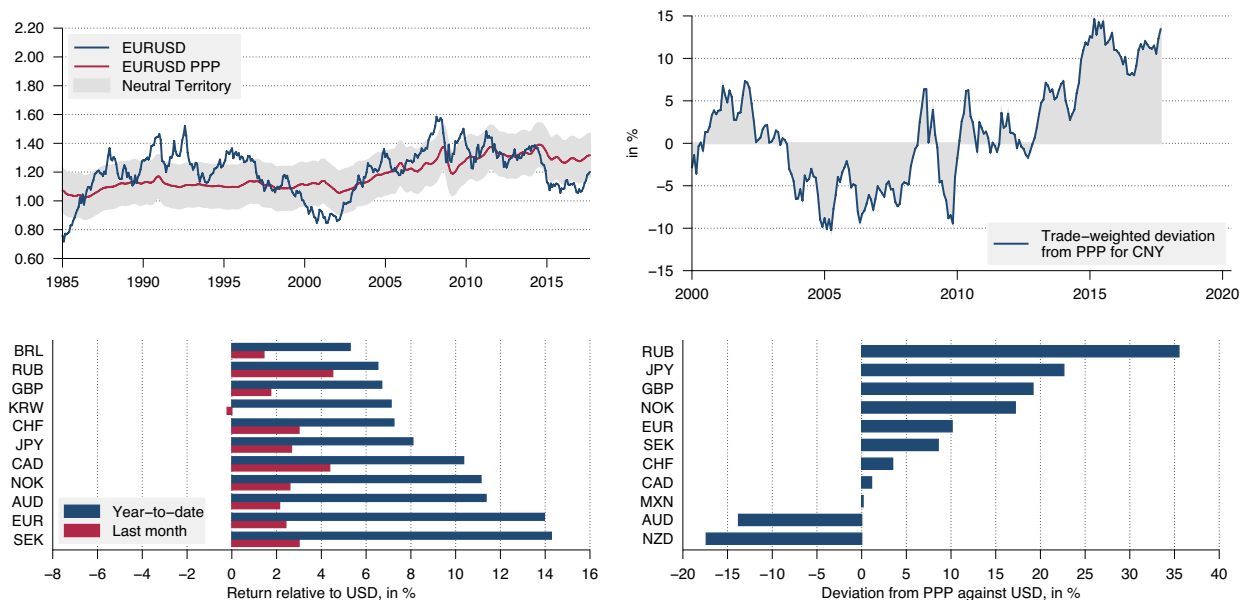 2.20
2.00
1.80
1.60
1.40
1.20
1.00
0.80
0.60
EURUSD
EURUSD PPP
Neutral Territory
1985 1990 1995 2000 2005 2010 2015
in %
15
10
5
0
−5
−10
−15
Trade−weighted deviation
from PPP for CNY
2000 2005 2010 2015 2020
BRL
RUB
GBP
KRW
CHF
JPY
CAD
NOK
AUD
EUR
SEK
Year−to−date
Last month
−8 −6 −4 −2 0 2 4 6 8 10 12 14 16
Return relative to USD, in %
RUB
JPY
GBP
NOK
EUR
SEK
CHF
CAD
MXN
AUD
NZD
−20 −15 −10 −5 0 5 10 15 20 25 30 35 40
Deviation from PPP against USD, in %